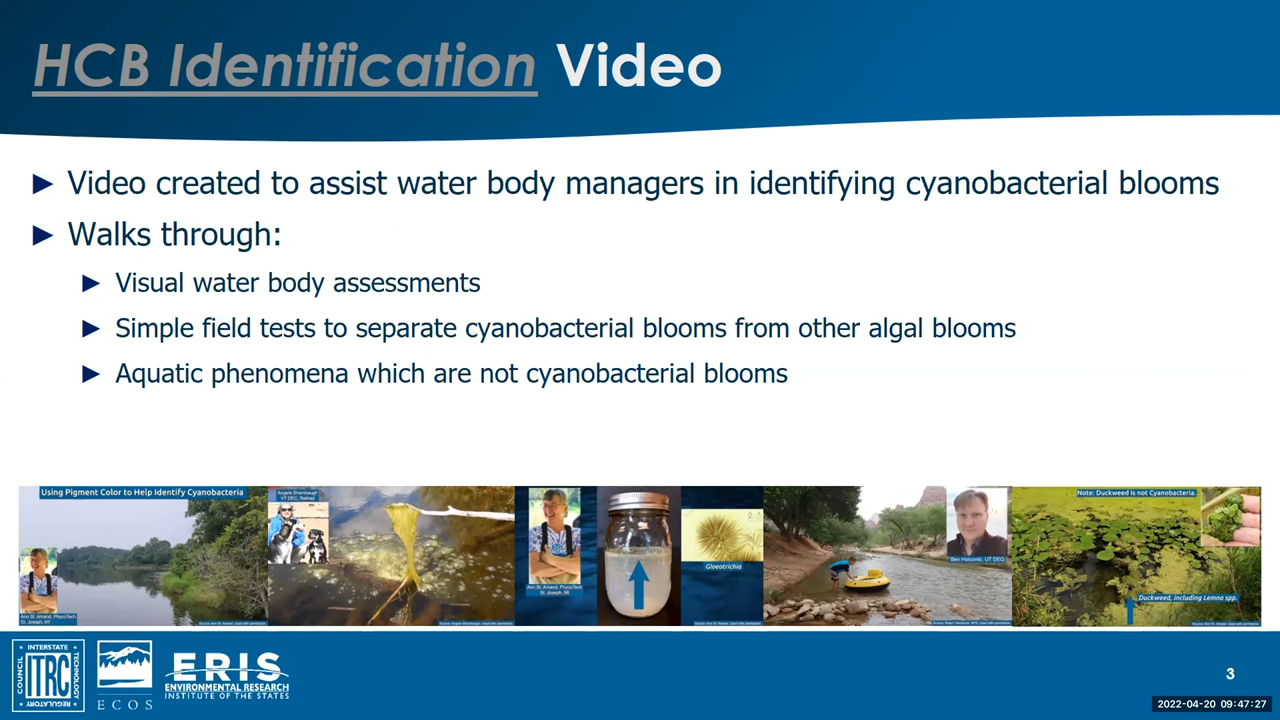 HCB Identification Video
► Video created to assist water body managers in identifying cyanobacterial blooms
► Walks through:
► Visual water body assessments
► Simple field tests to separate cyanobacterial blooms from other algal blooms
► Aquatic phenomena which are not cyanobacterial blooms
Using Pigment Color to Help Identify Cyanobacteria
Ann St. Amand, PhycoTech
St. Joseph, MI
Angela Shambaugh
VT DEC, Retired
Ann St. Amand, PhycoTech
St. Joseph, MI
Gloeotrichia
Ben Holcomb, UT DEQ
Note: Duckweed is not Cyanobacteria.
Duckweed, including Lemna spp.
INTERSTATE
TECHNOLOGY
REGULATORY
COUNCIL
ITRC
ECOS
ERIS
ENVIRONMENTAL RESEARCH
INSTITUTE OF THE STATES
3
2022-04-20 09:47:27